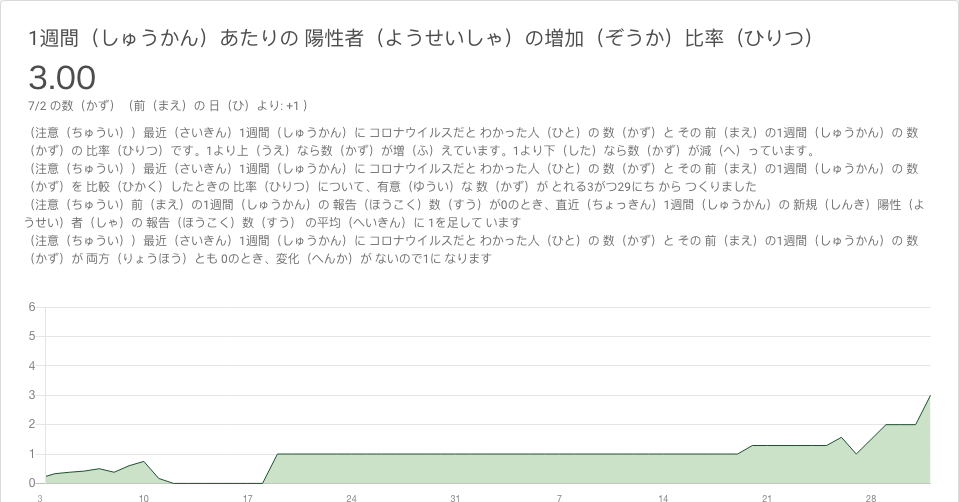 1週間（しゅうかん）あたりの 陽性者（ようせいしゃ）の増加（ぞうか）比率（ひりつ）
3.00
7/2 の数（かず）（前（まえ）の 日（ひ）より: +1 ）
（注意（ちゅうい））最近（さいきん）1週間（しゅうかん）に コロナウイルスだと わかった人（ひと）の 数（かず）と その 前（まえ）の1週間（しゅうかん）の 数
（かず）の 比率（ひりつ）です。1より上（うえ）なら数（かず）が増（ふ）えています。1より下（した）なら数（かず）が減（へ）っています。
（注意（ちゅうい））最近（さいきん）1週間（しゅうかん）に コロナウイルスだと わかった人（ひと）の 数（かず）と その 前（まえ）の1週間（しゅうかん）の 数
（かず）を 比較（ひかく）したときの 比率（ひりつ）について、有意（ゆうい）な 数（かず）が とれる3がつ29にち から つくりました
（注意（ちゅうい）前（まえ）の1週間（しゅうかん）の 報告（ほうこく）数（すう）が0のとき、直近（ちょっきん）1週間（しゅうかん）の 新規（しんき）陽性（よ
うせい）者（しゃ）の 報告（ほうこく）数（すう） の平均（へいきん）に 1を足して います
（注意（ちゅうい））最近（さいきん）1週間（しゅうかん）に コロナウイルスだと わかった人（ひと）の 数（かず）と その 前（まえ）の1週間（しゅうかん）の 数
（かず）が 両方（りょうほう）とも 0のとき、変化（へんか）が ないので1に なります
6
5
4
3
2
1
0
3 10 17 24 31 7 14 21 28